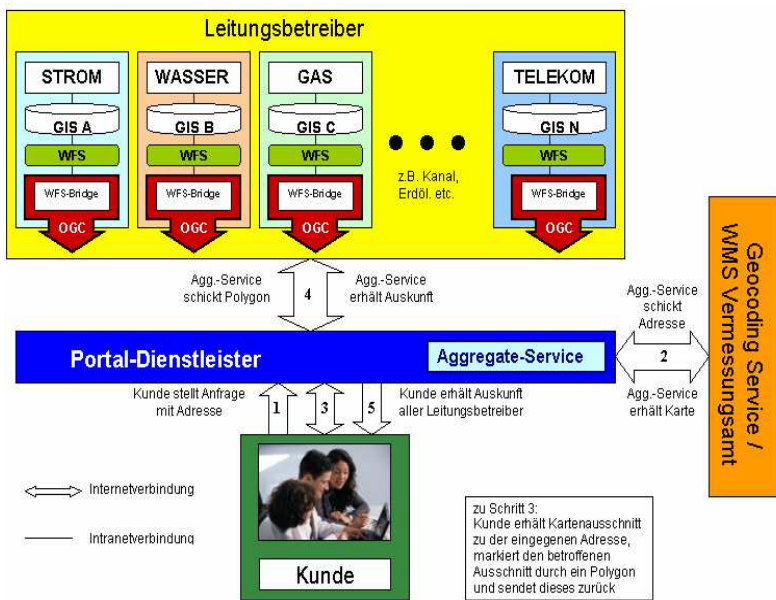 Leitungsbetreiber
STROM
WASSER
GAS
TELEKOM
GIS A
GIS B
GIS C
GIS N
WFS
WFS
WFS
WFS
WFS-Bridge
WFS-Bridge
WFS-Bridge
WFS-Bridge
OGC
OGC
OGC
OGC
z.B. Kanal,
Erdöl. etc.
Agg.-Service
schickt Polygon
4
Agg.-Service
erhält Auskunft
Portal-Dienstleister
Aggregate-Service
Agg.-Service
schickt
Adresse
2
Agg.-Service
erhält Karte
Geocoding Service /
WMS Vermessungsamt
Kunde stellt Anfrage
mit Adresse
1
3
5
Kunde erhält Auskunft
aller Leitungsbetreiber
Internetverbindung
Intranetverbindung
Kunde
zu Schritt 3:
Kunde erhält Kartenausschnitt
zu der eingegenen Adresse,
markiert den betroffenen
Ausschnitt durch ein Polygon
und sendet dieses zurück